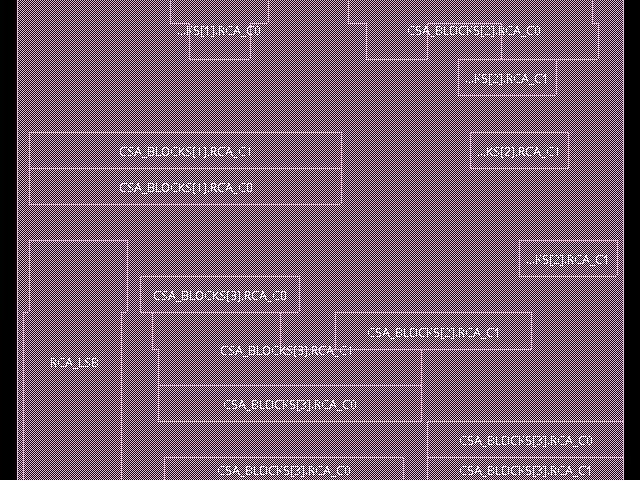 ...KS[1].RCA_C0
CSA_BLOCKS[2].RCA_C0
...KS[2].RCA_C1
CSA_BLOCKS[1].RCA_C1
...KS[2].RCA_C1
CSA_BLOCKS[1].RCA_C0
...KS[2].RCA_C1
CSA_BLOCKS[3].RCA_C0
CSA_BLOCKS[2].RCA_C1
CSA_BLOCKS[3].RCA_C1
RCA_LSB
CSA_BLOCKS[3].RCA_C0
CSA_BLOCKS[3].RCA_C0
CSA_BLOCKS[3].RCA_C0
CSA_BLOCKS[3].RCA_C1